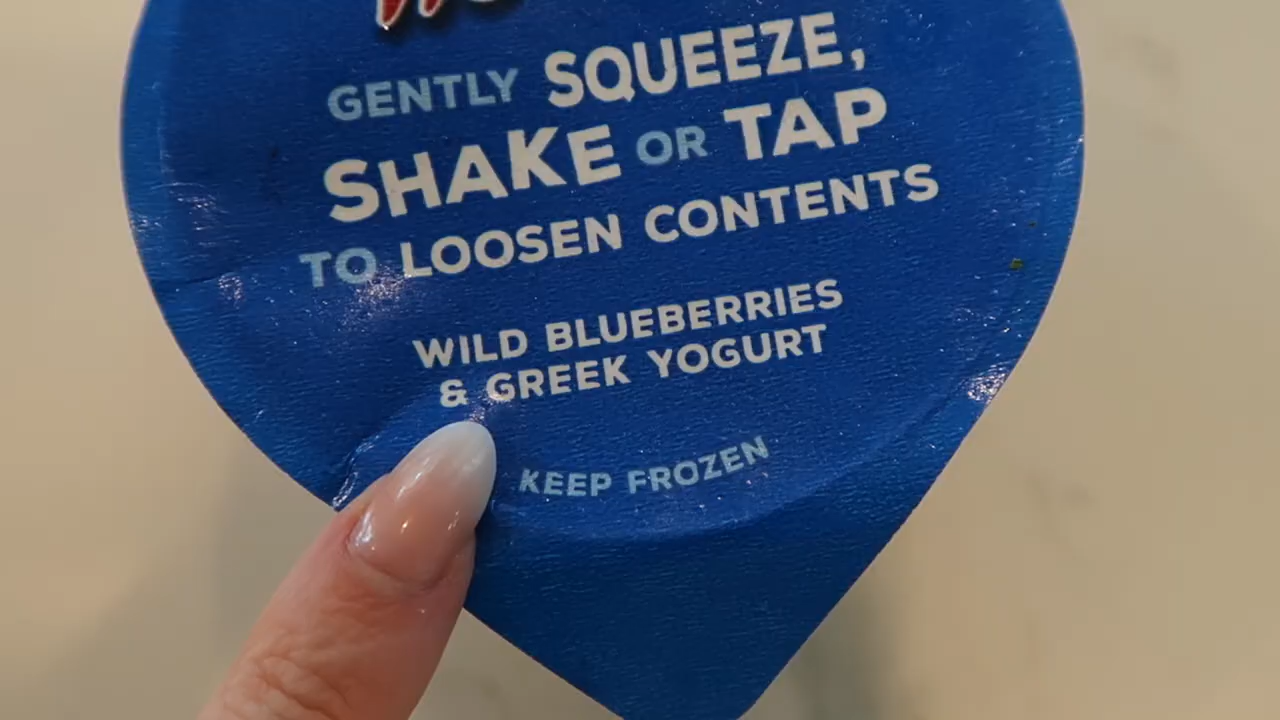 GENTLY SQUEEZE,
SHAKE OR TAP
TO LOOSEN CONTENTS
WILD BLUEBERRIES
& GREEK YOGURT
KEEP FROZEN